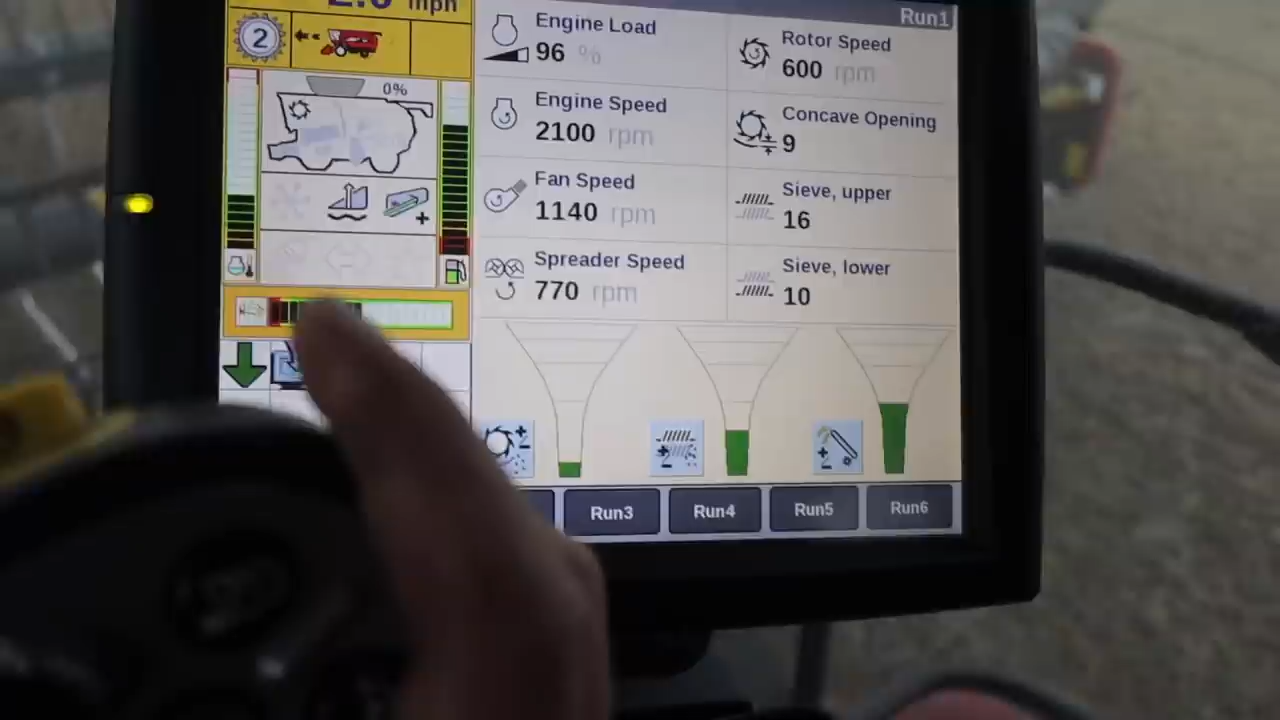 mph
Run1
2
0%
Engine Load
96 %
Rotor Speed
600 rpm
Engine Speed
2100 rpm
Concave Opening
9
Fan Speed
1140 rpm
Sieve, upper
16
Spreader Speed
770 rpm
Sieve, lower
10
Run3
Run4
Run5
Run6